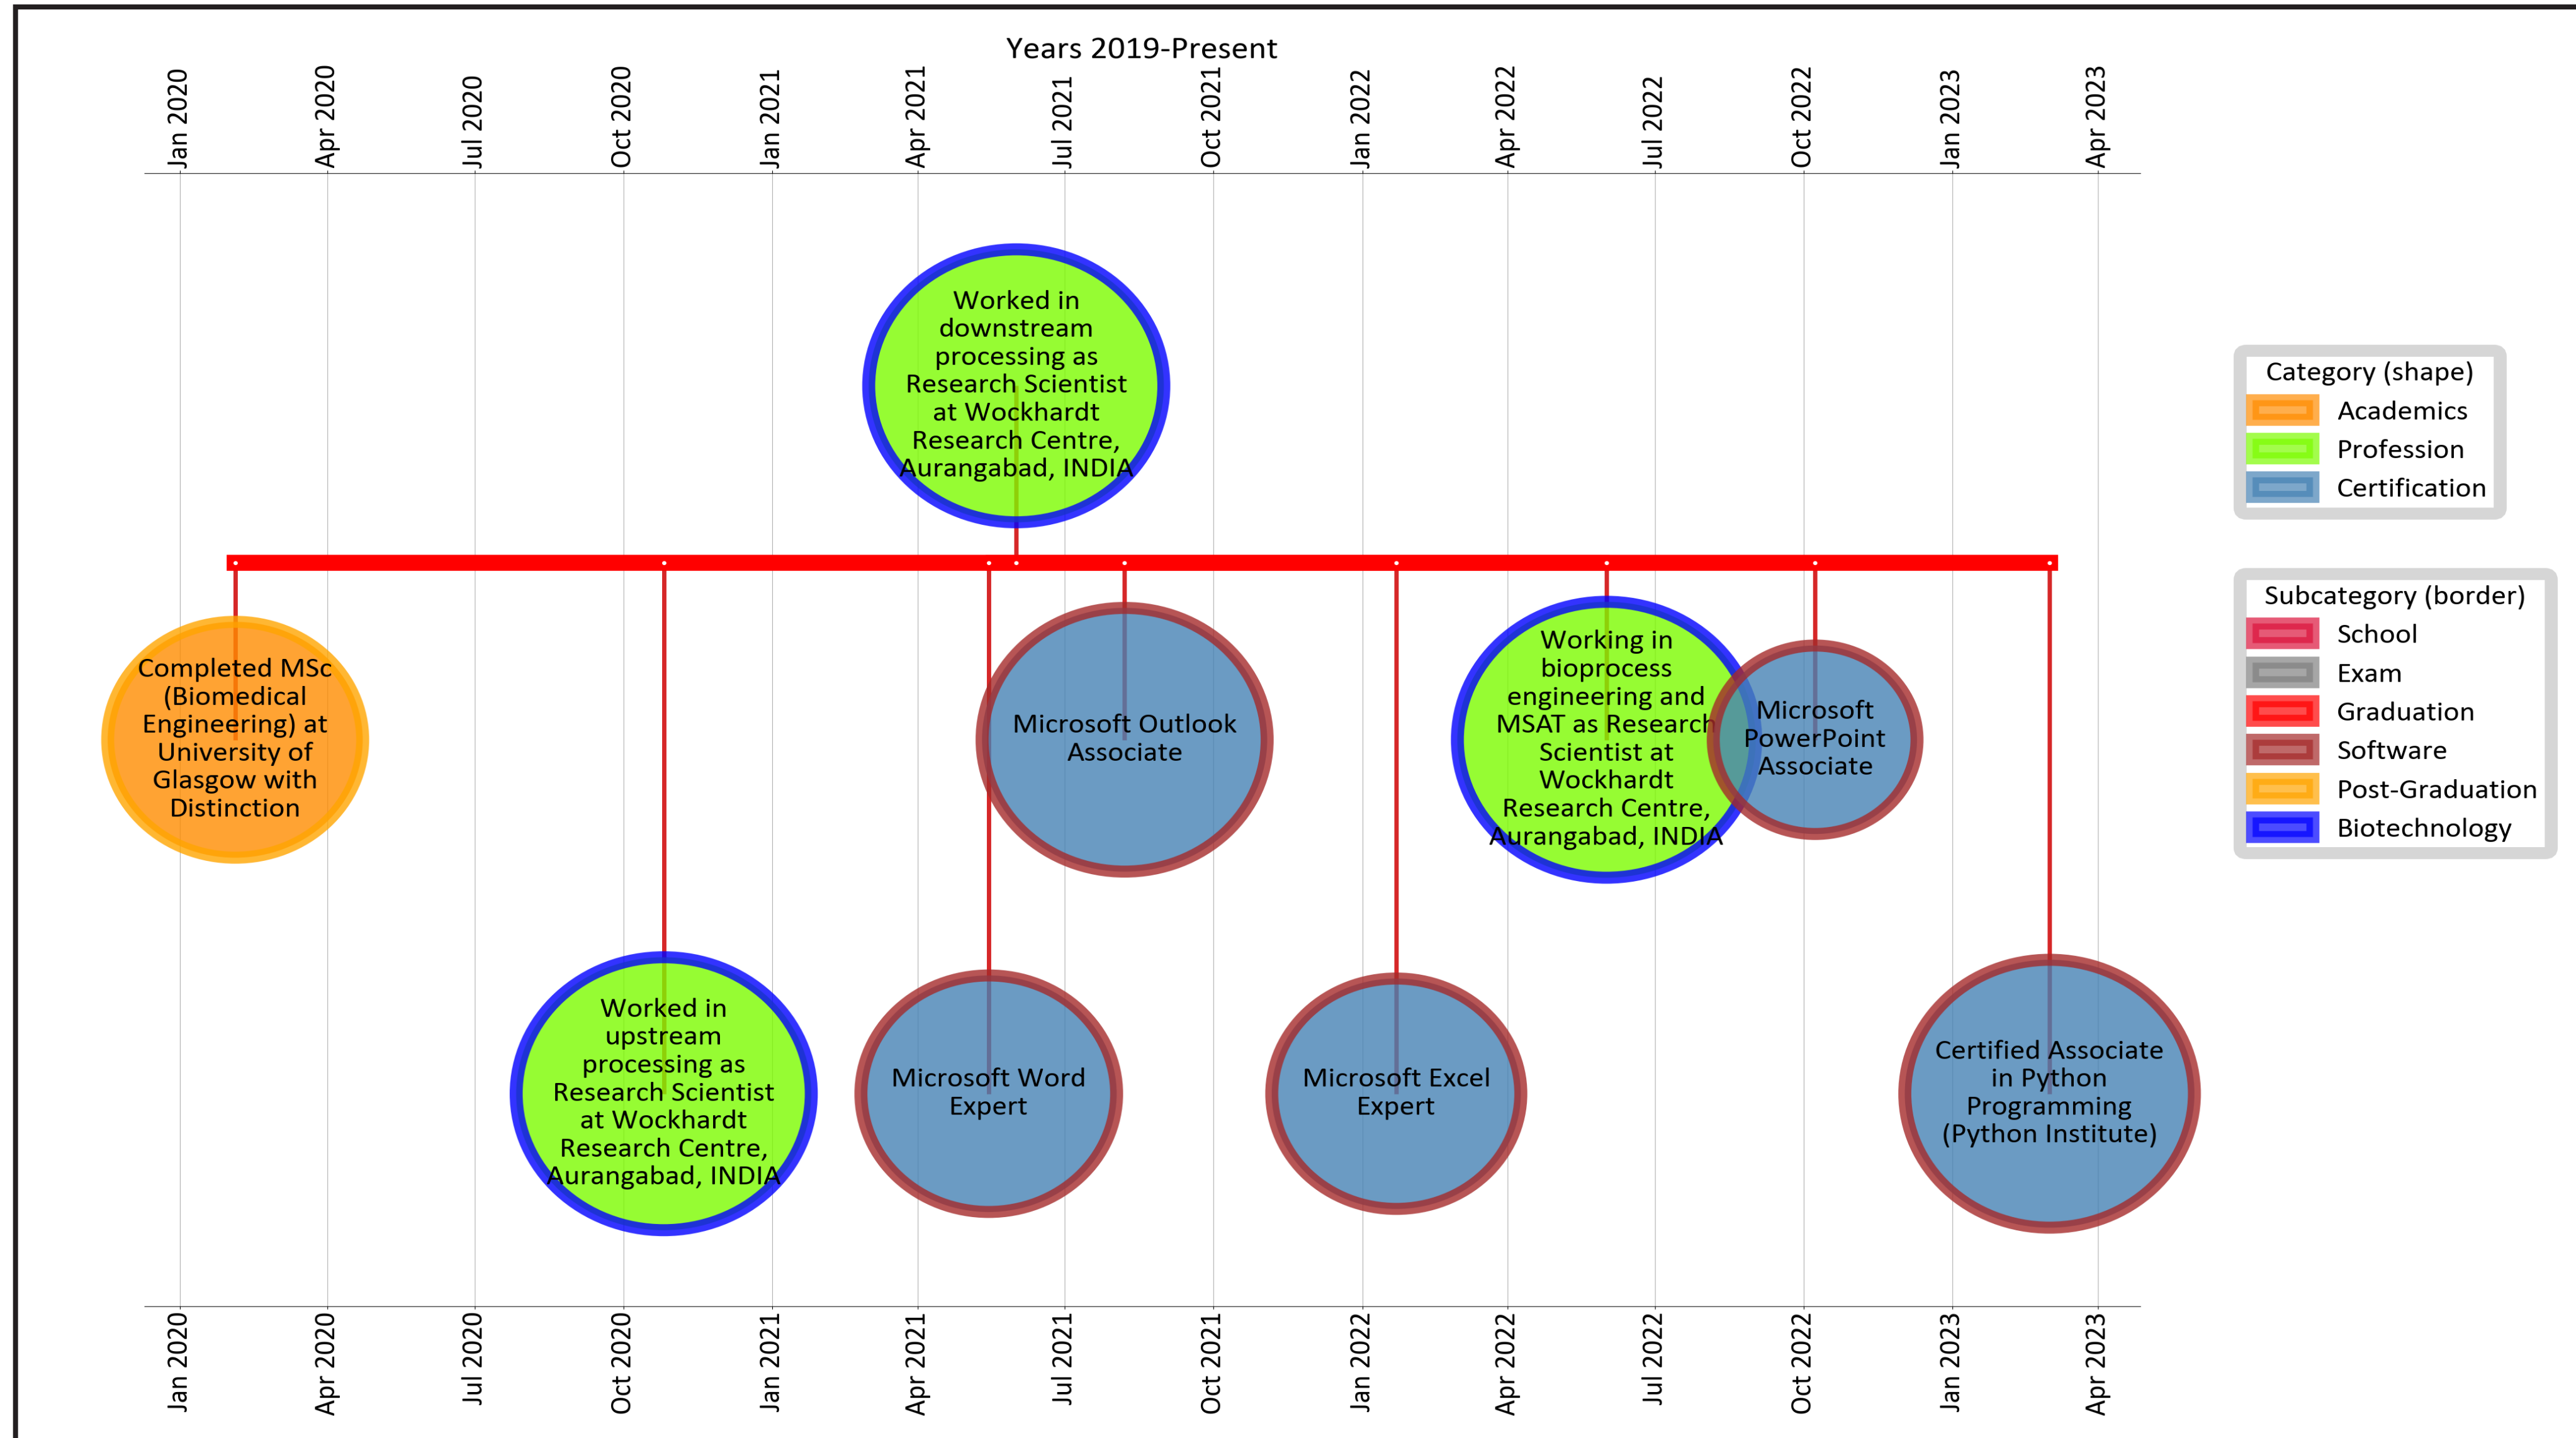 Years 2019-Present
Jan 2020
Apr 2020
Jul 2020
Oct 2020
Jan 2021
Apr 2021
Jul 2021
Oct 2021
Jan 2022
Apr 2022
Jul 2022
Oct 2022
Jan 2023
Apr 2023
Worked in
downstream
processing as
Research Scientist
at Wockhardt
Research Centre,
Aurangabad, INDIA
Completed MSc
(Biomedical
Engineering) at
University of
Glasgow with
Distinction
Microsoft Outlook
Associate
Working in
bioprocess
engineering and
MSAT as Research
Scientist at
Wockhardt
Research Centre,
Aurangabad, INDIA
Microsoft
PowerPoint
Associate
Worked in
upstream
processing as
Research Scientist
at Wockhardt
Research Centre,
Aurangabad, INDIA
Microsoft Word
Expert
Microsoft Excel
Expert
Certified Associate
in Python
Programming
(Python Institute)
Category (shape)
Academics
Profession
Certification
Subcategory (border)
School
Exam
Graduation
Software
Post-Graduation
Biotechnology
Jan 2020
Apr 2020
Jul 2020
Oct 2020
Jan 2021
Apr 2021
Jul 2021
Oct 2021
Jan 2022
Apr 2022
Jul 2022
Oct 2022
Jan 2023
Apr 2023